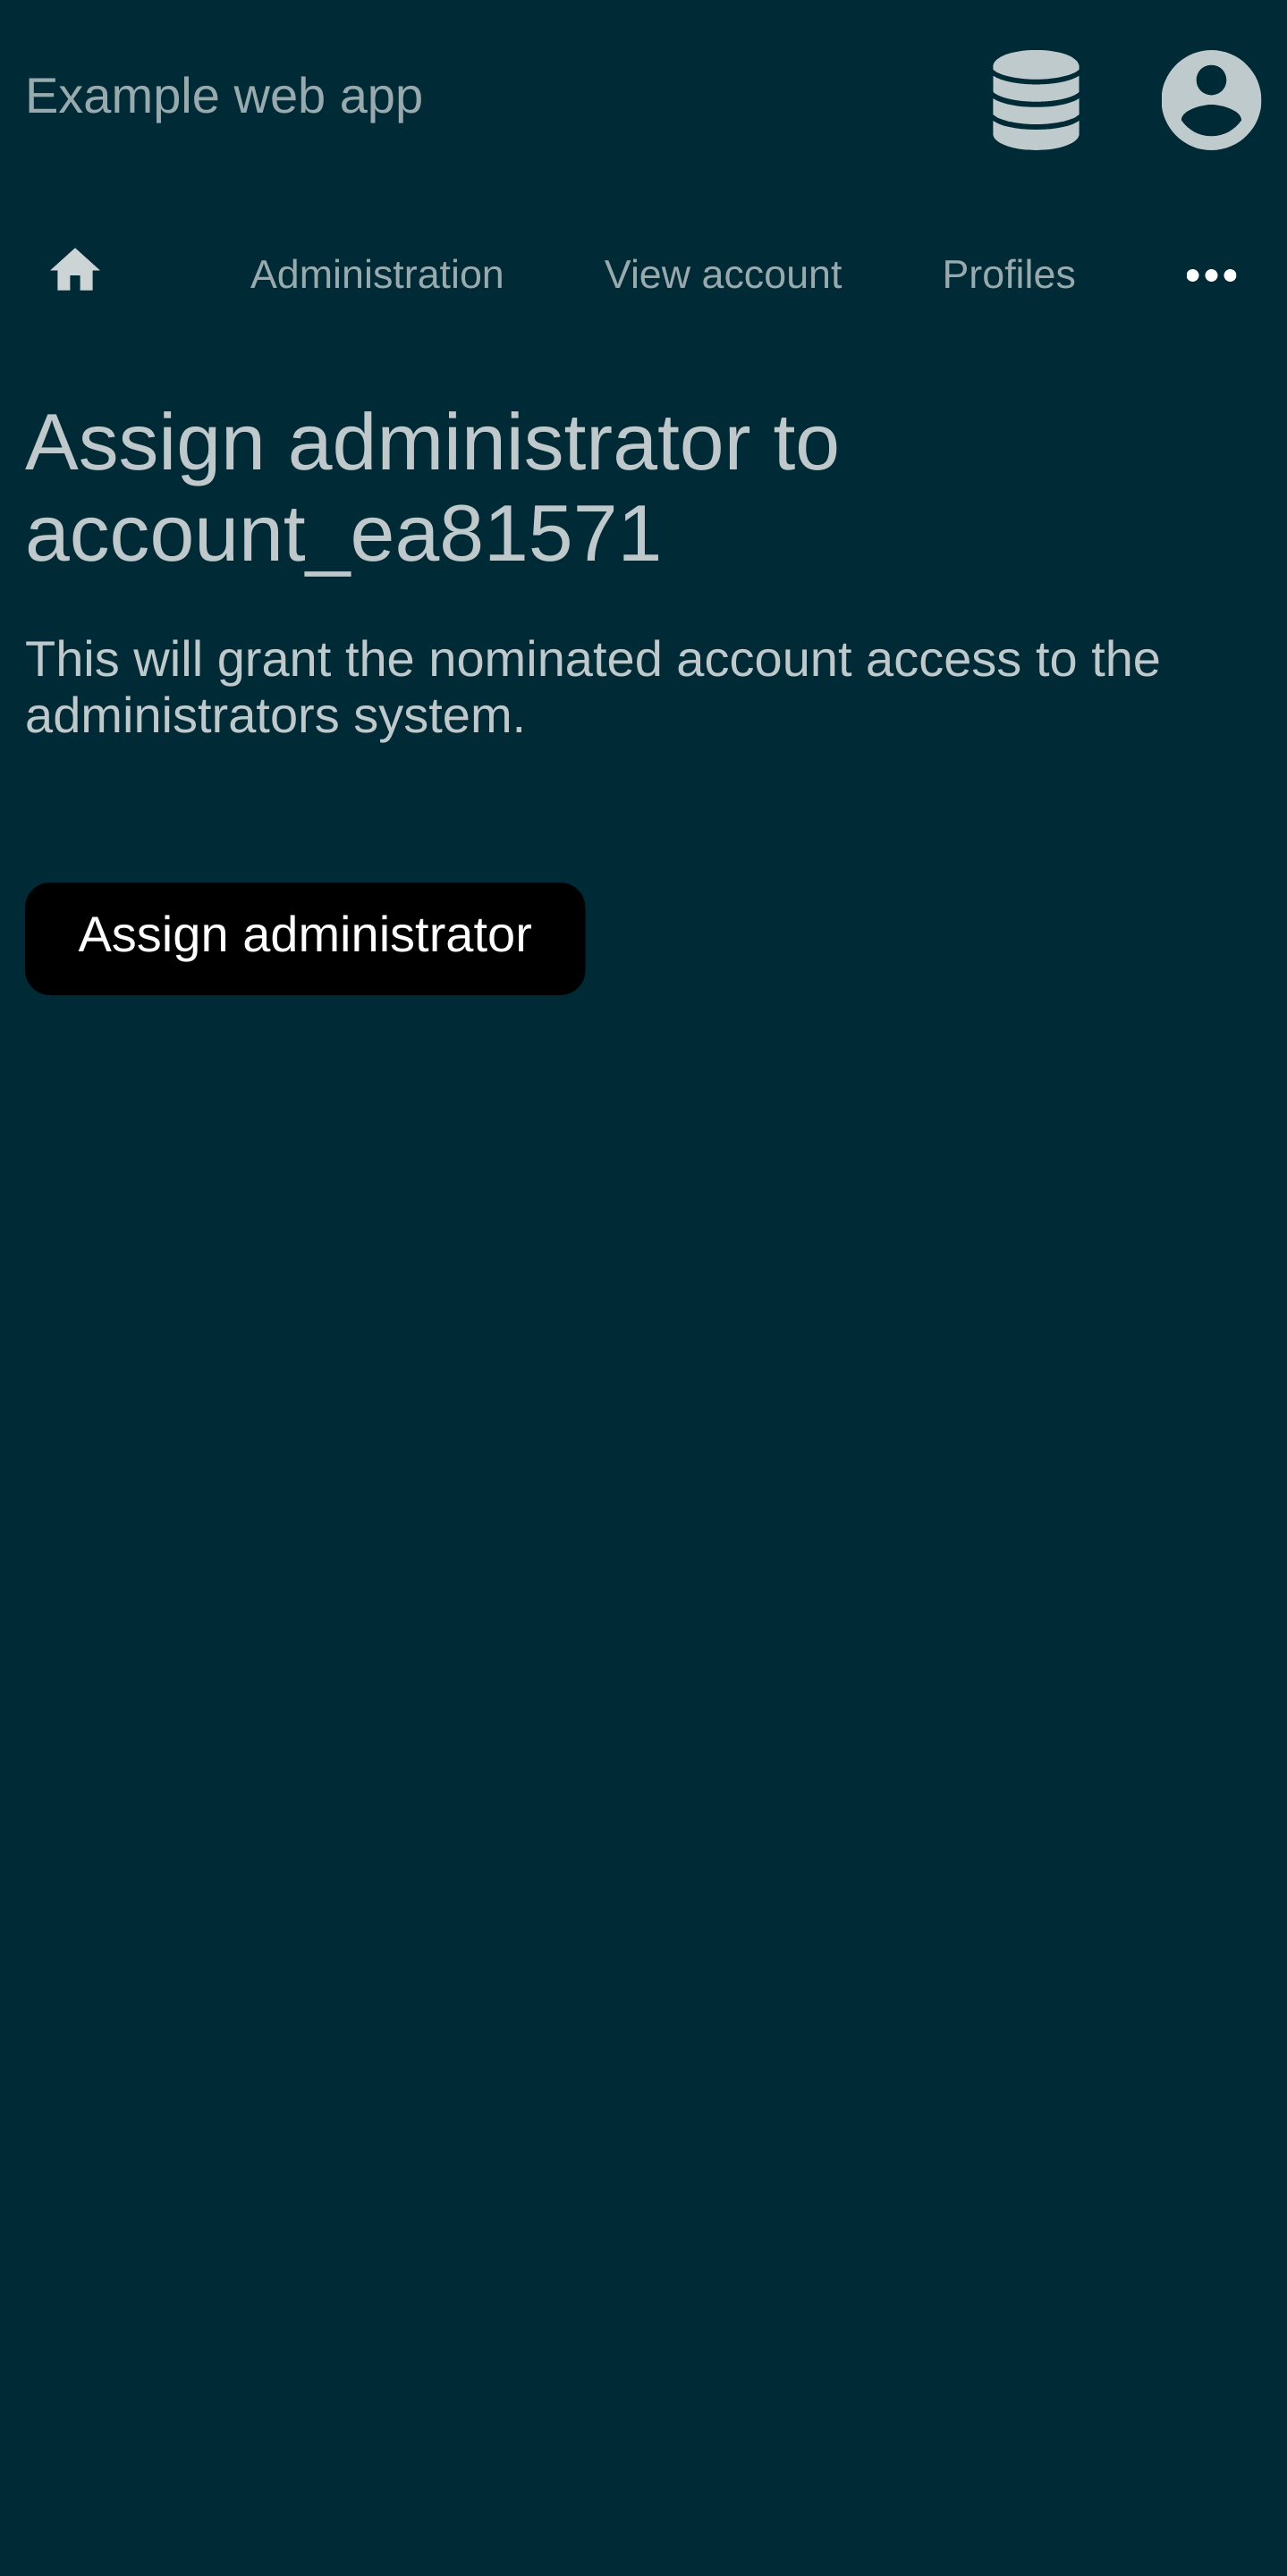 Example web app
Administration View account Profiles
Assign administrator to
account_ea81571
This will grant the nominated account access to the
administrators system.
Assign administrator